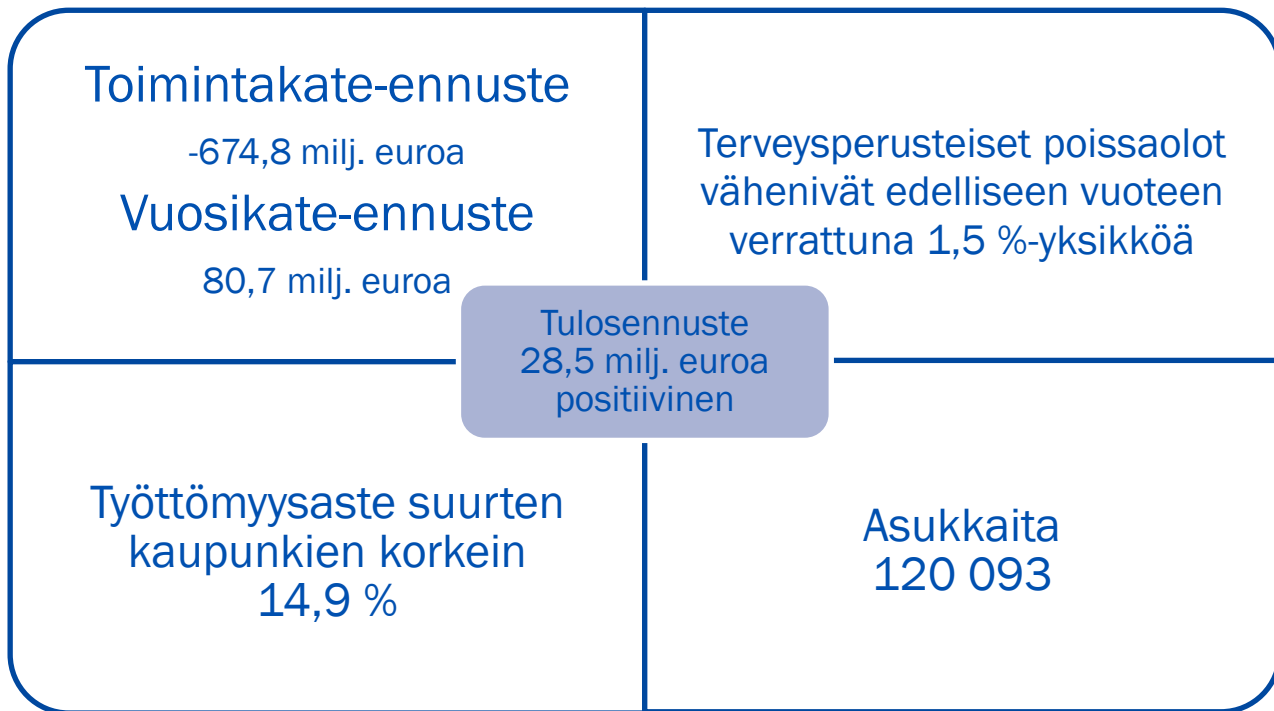 Toimintakate-ennuste
-674,8 milj. euroa
Vuosikate-ennuste
80,7 milj. euroa
Terveysperusteiset poissaolot
vähenivät edelliseen vuoteen
verrattuna 1,5 %-yksikköä
Tulosennuste
28,5 milj. euroa
positiivinen
Työttömyysaste suurten
kaupunkien korkein
14,9 %
Asukkaita
120 093